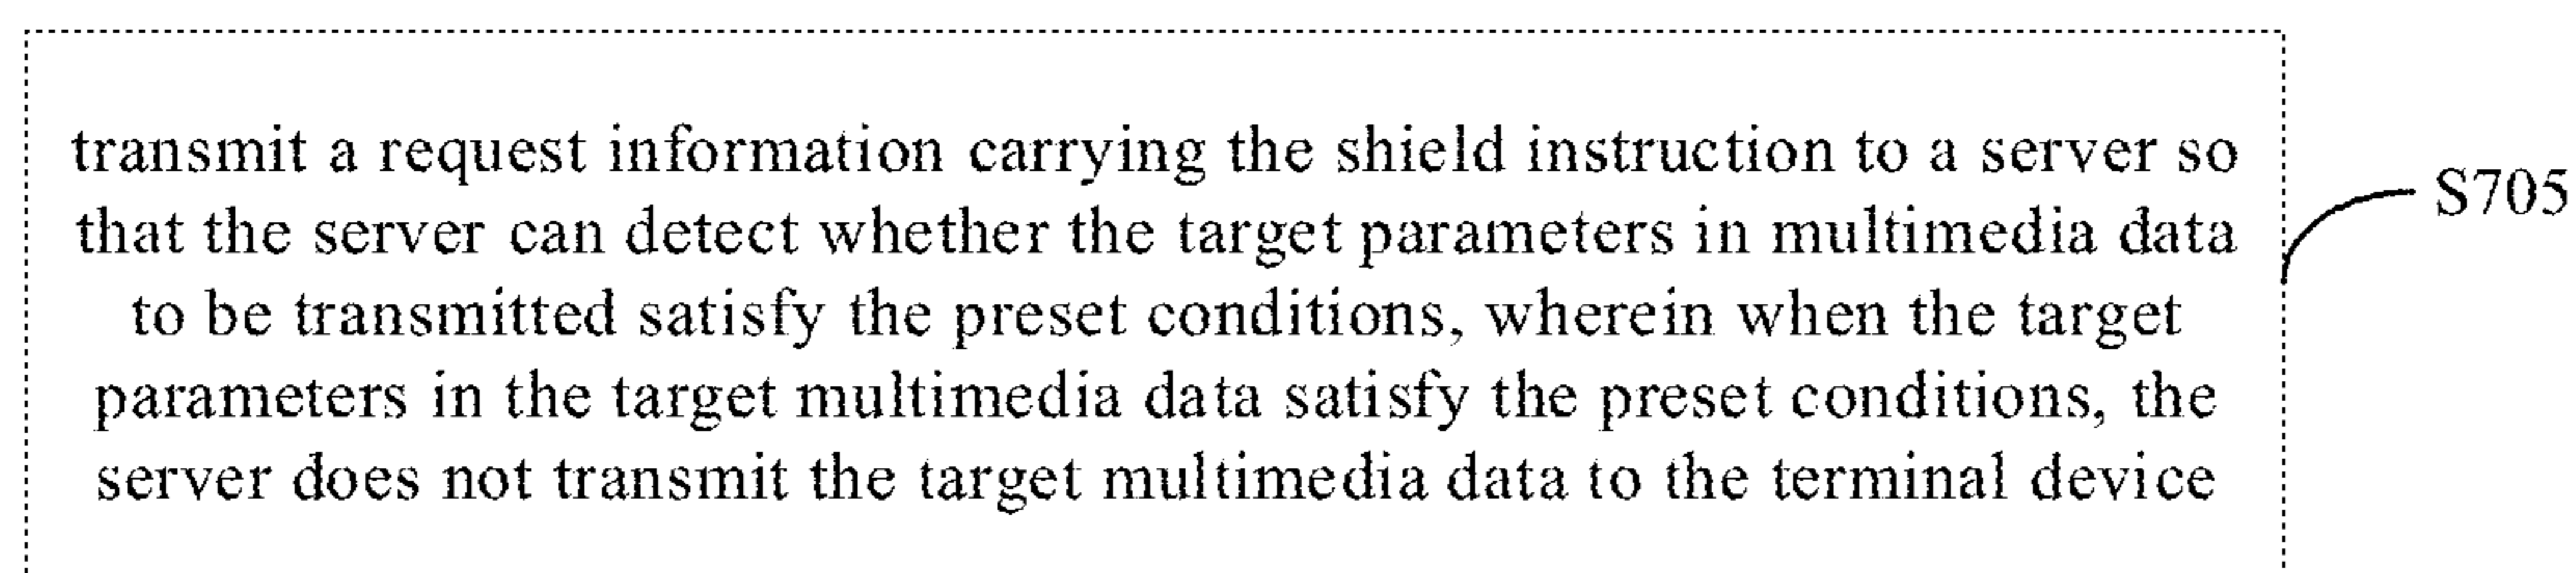 transmit a request information carrying the shield instruction to a server so
that the server can detect whether the target parameters in multimedia data
to be transmitted satisfy the preset conditions, wherein when the target
parameters in the target multimedia data satisfy the preset conditions, the
server does not transmit the target multimedia data to the terminal device
S705